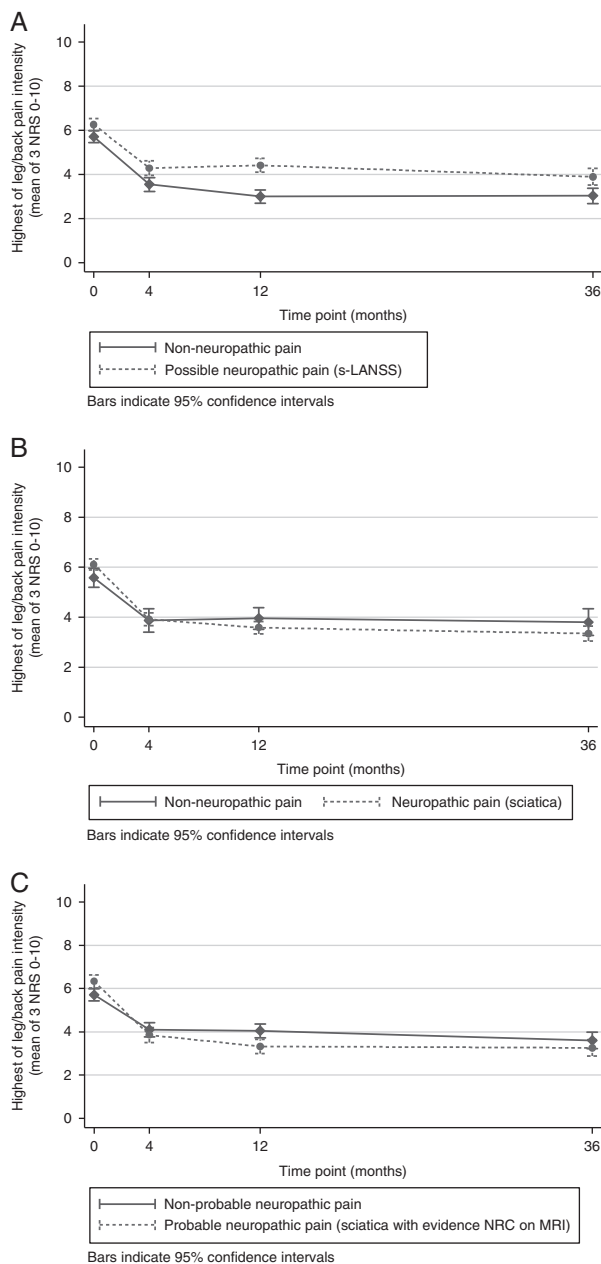 A
Highest of leg/back pain intensity
(mean of 3 NRS 0-10)
10
8
6
4
2
0
0 4 12 36
Time point (months)
Non-neuropathic pain
Possible neuropathic pain (s-LANSS)
Bars indicate 95% confidence intervals
B
Highest of leg/back pain intensity
(mean of 3 NRS 0-10)
10
8
6
4
2
0
0 4 12 36
Time point (months)
Non-neuropathic pain Neuropathic pain (sciatica)
Bars indicate 95% confidence intervals
C
Highest of leg/back pain intensity
(mean of 3 NRS 0-10)
10
8
6
4
2
0
0 4 12 36
Time point (months)
Non-probable neuropathic pain
Probable neuropathic pain (sciatica with evidence NRC on MRI)
Bars indicate 95% confidence intervals